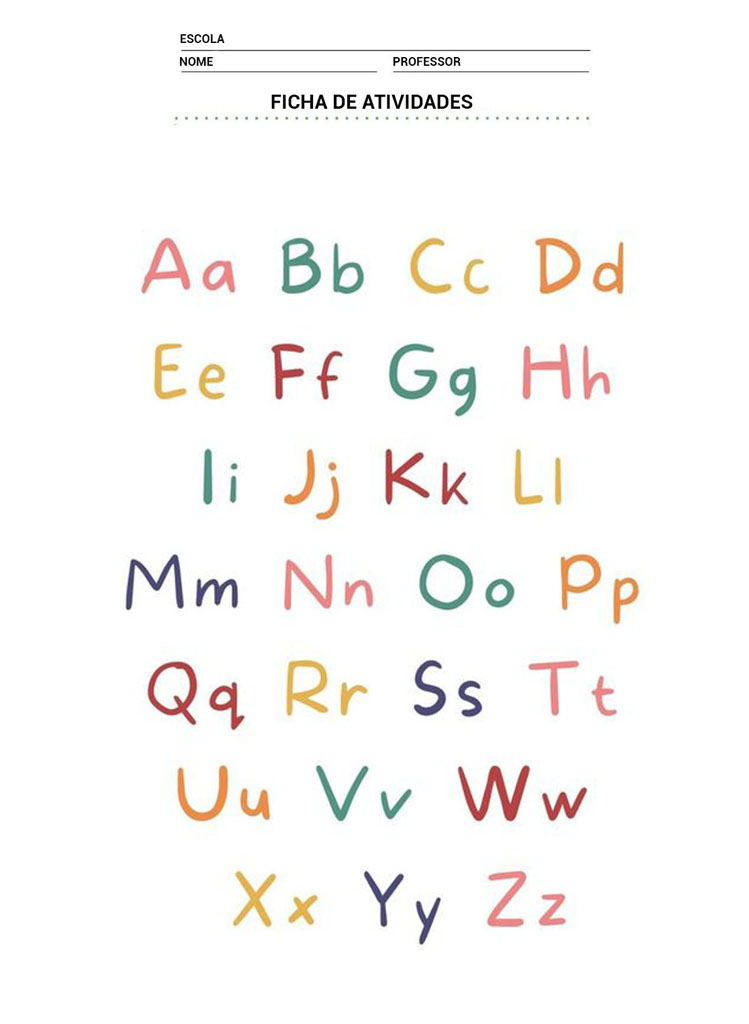 ESCOLA
NOME PROFESSOR
FICHA DE ATIVIDADES
Aa Bb Cc Dd
Ee Ff Gg Hh
Ii Jj Kk Ll
Mm Nn Oo Pp
Qq Rr Ss Tt
Uu Vv Ww
Xx Yy Zz